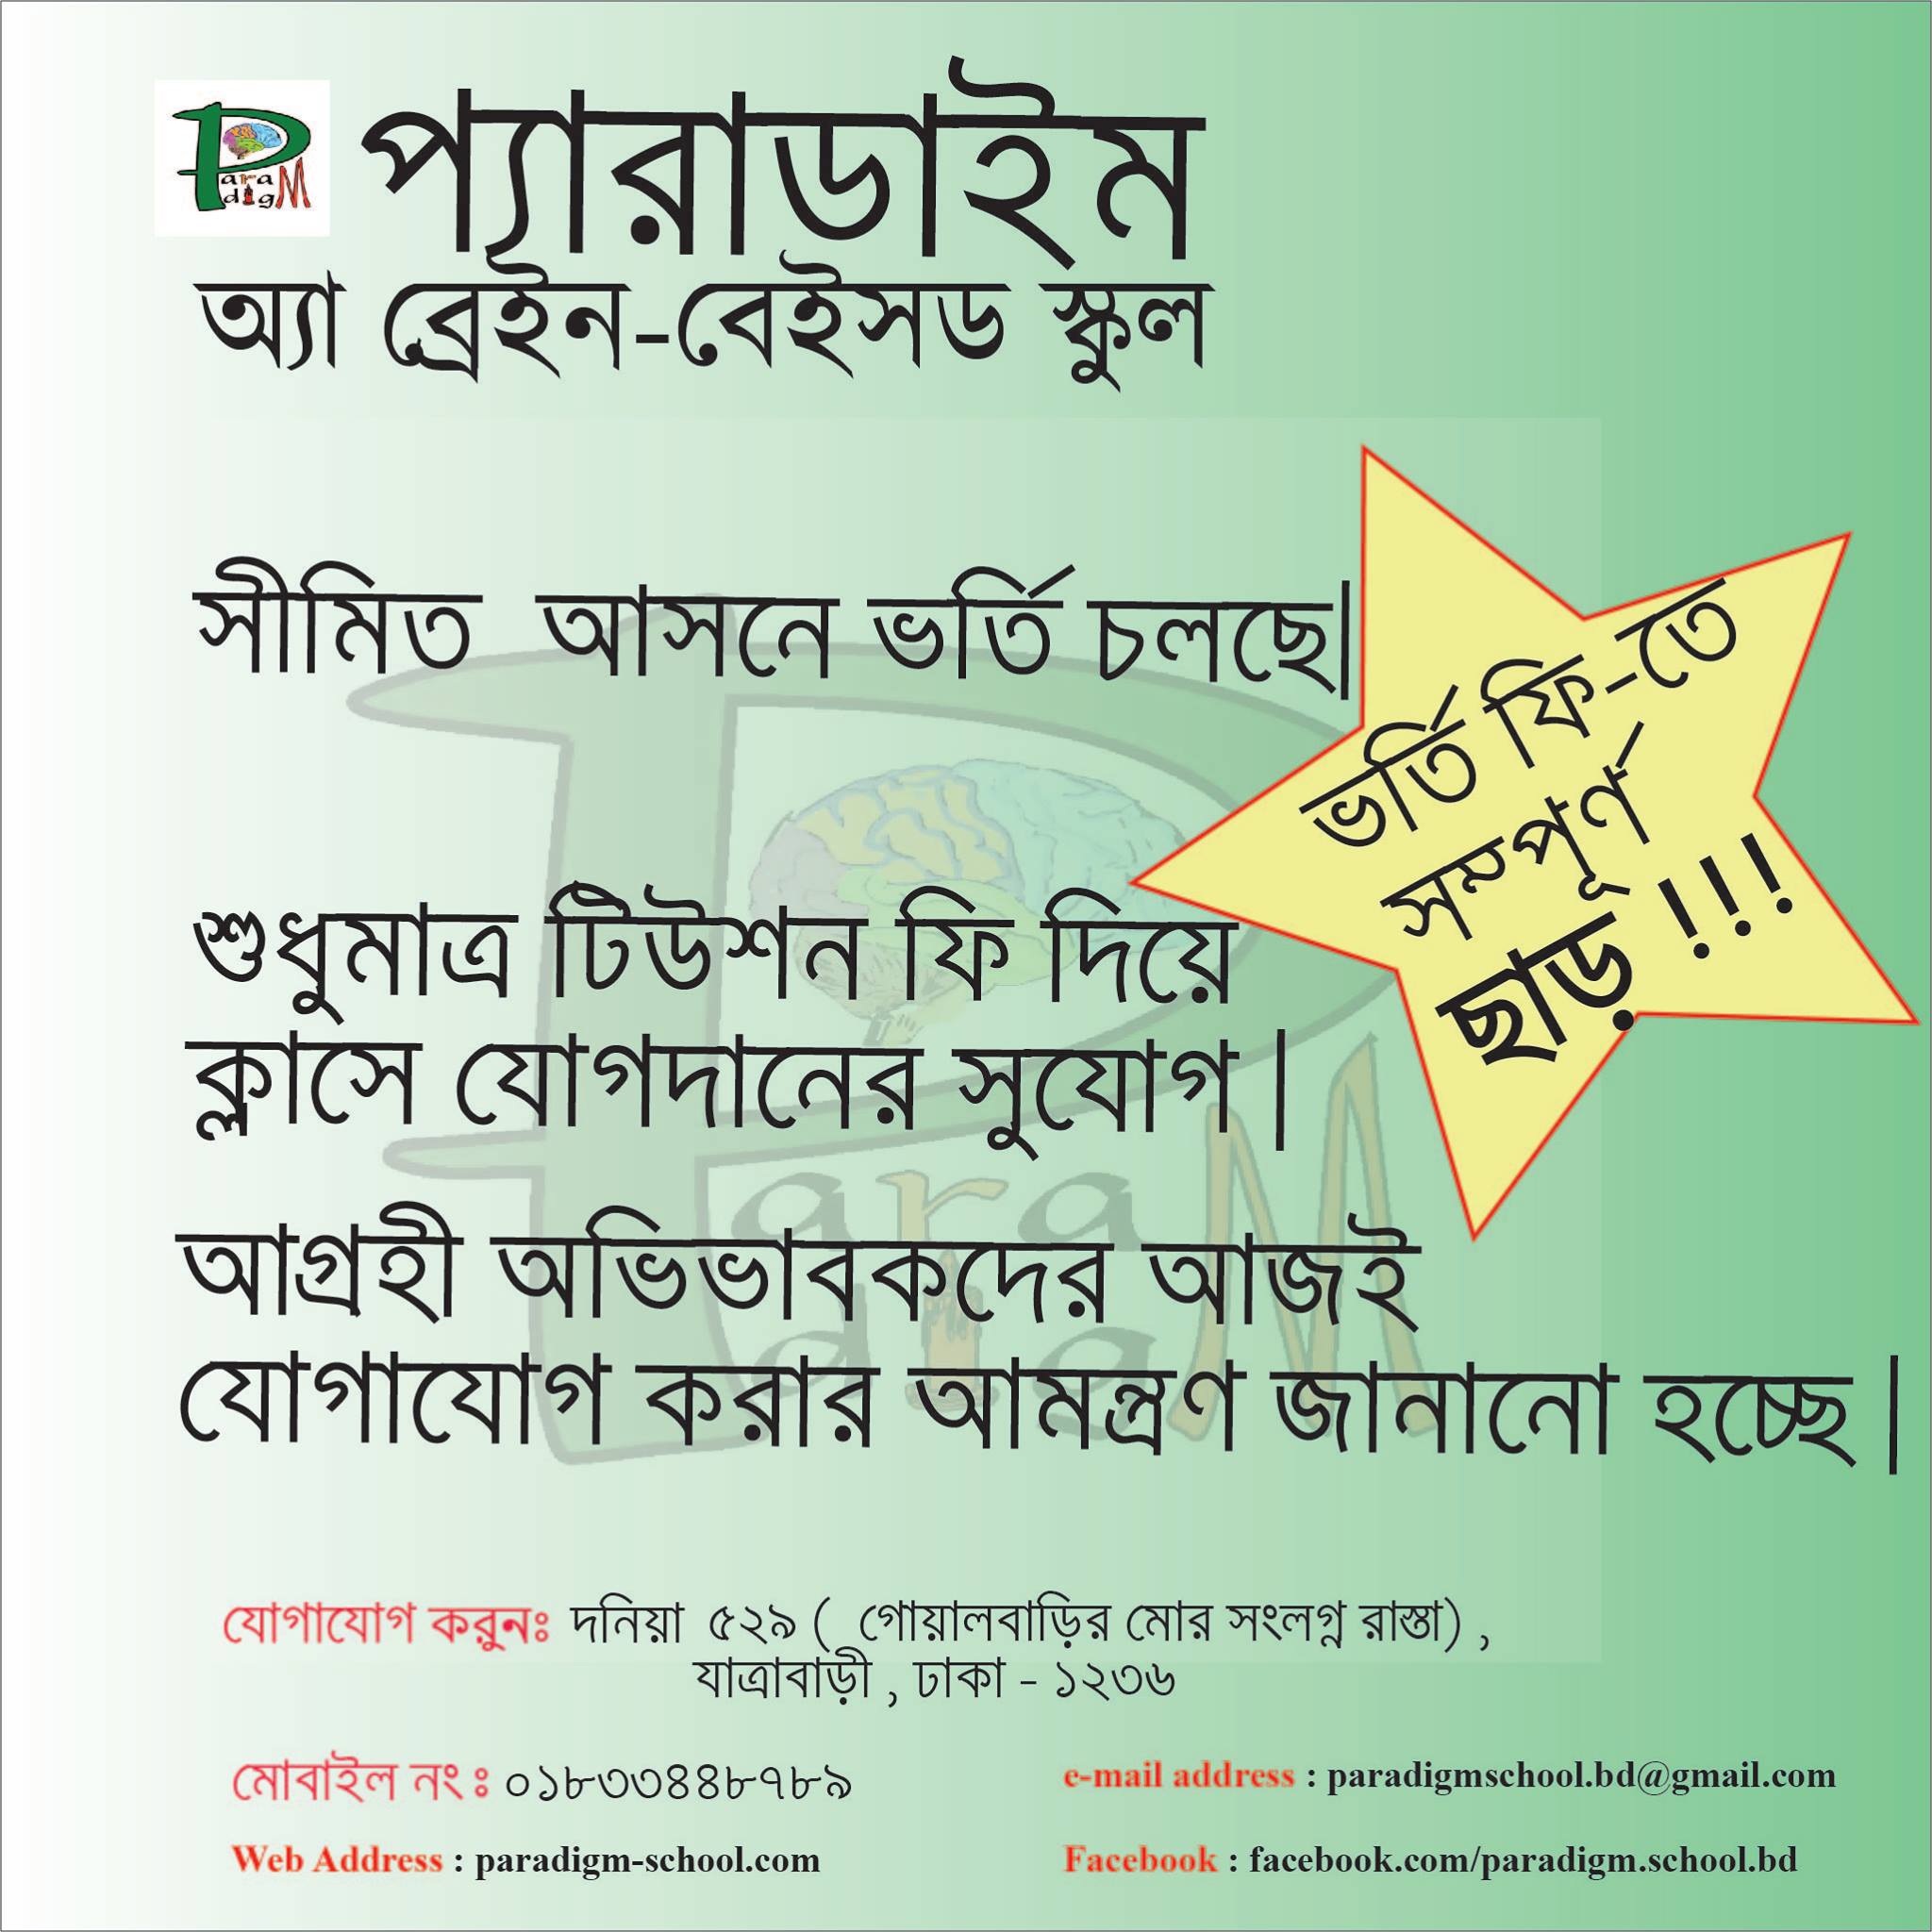 প্যারাডাইম
অ্যা ব্রেইন-বেইসড স্কুল
সীমিত আসনে ভর্তি চলছে|
ভর্তি ফি-তে
সম্পূর্ণ
ছাড় !!!
শুধুমাত্র টিউশন ফি দিয়ে
ক্লাসে যোগদানের সুযোগ |
আগ্রহী অভিভাবকদের আজই
যোগাযোগ করার আমন্ত্রণ জানানো হচ্ছে |
যোগাযোগ করুনঃ দনিয়া ৫২৯ ( গোয়ালবাড়ির মোর সংলগ্ন রাস্তা) ,
যাত্রাবাড়ী , ঢাকা - ১২৩৬
মোবাইল নং ঃ ০১৮৩৩৪৪৮৭৮৯
e-mail address : paradigmschool.bd@gmail.com
Web Address : paradigm-school.com
Facebook : facebook.com/paradigm.school.bd
ParadigM